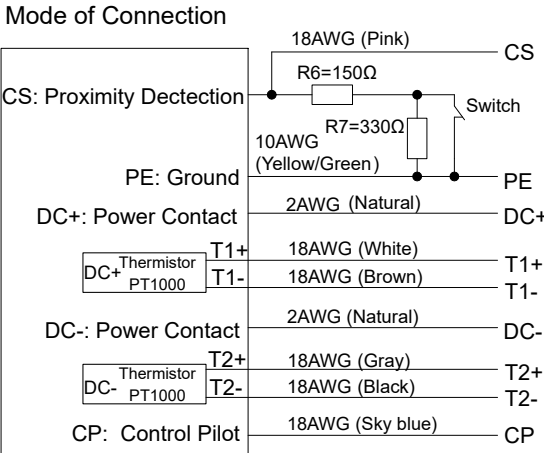 Mode of Connection
18AWG (Pink)
CS
R6=150Ω
CS: Proximity Dectection
Switch
R7=330Ω
10AWG
(Yellow/Green)
PE: Ground
PE
2AWG (Natural)
DC+: Power Contact
DC+
T1+
18AWG (White)
T1+
DC+
Thermistor
PT1000
T1-
18AWG (Brown)
T1-
2AWG (Natural)
DC-: Power Contact
DC-
T2+
18AWG (Gray)
T2+
DC-
Thermistor
PT1000
T2-
18AWG (Black)
T2-
18AWG (Sky blue)
CP: Control Pilot
CP